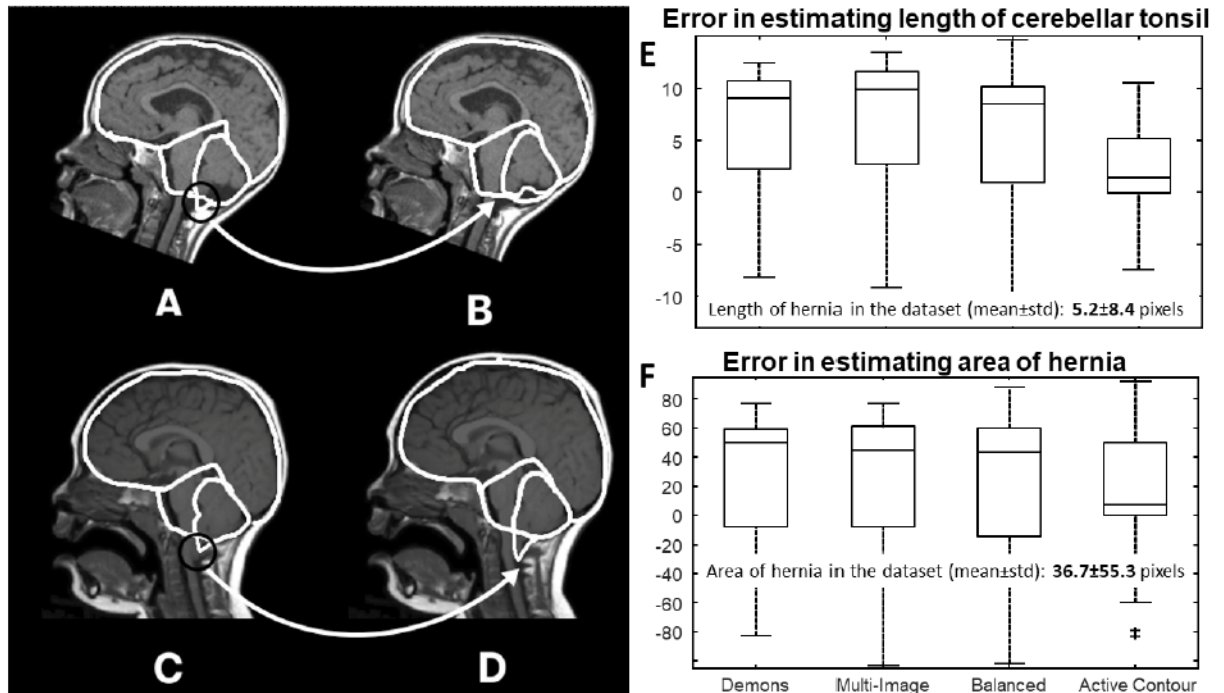 A
B
C
D
E
Error in estimating length of cerebellar tonsil
10
5
0
-5
-10
Length of hernia in the dataset (mean±std): 5.2±8.4 pixels
F
Error in estimating area of hernia
80
60
40
20
0
-20
-40
-60
-80
Area of hernia in the dataset (mean±std): 36.7±55.3 pixels
Demons Multi-Image Balanced Active Contour